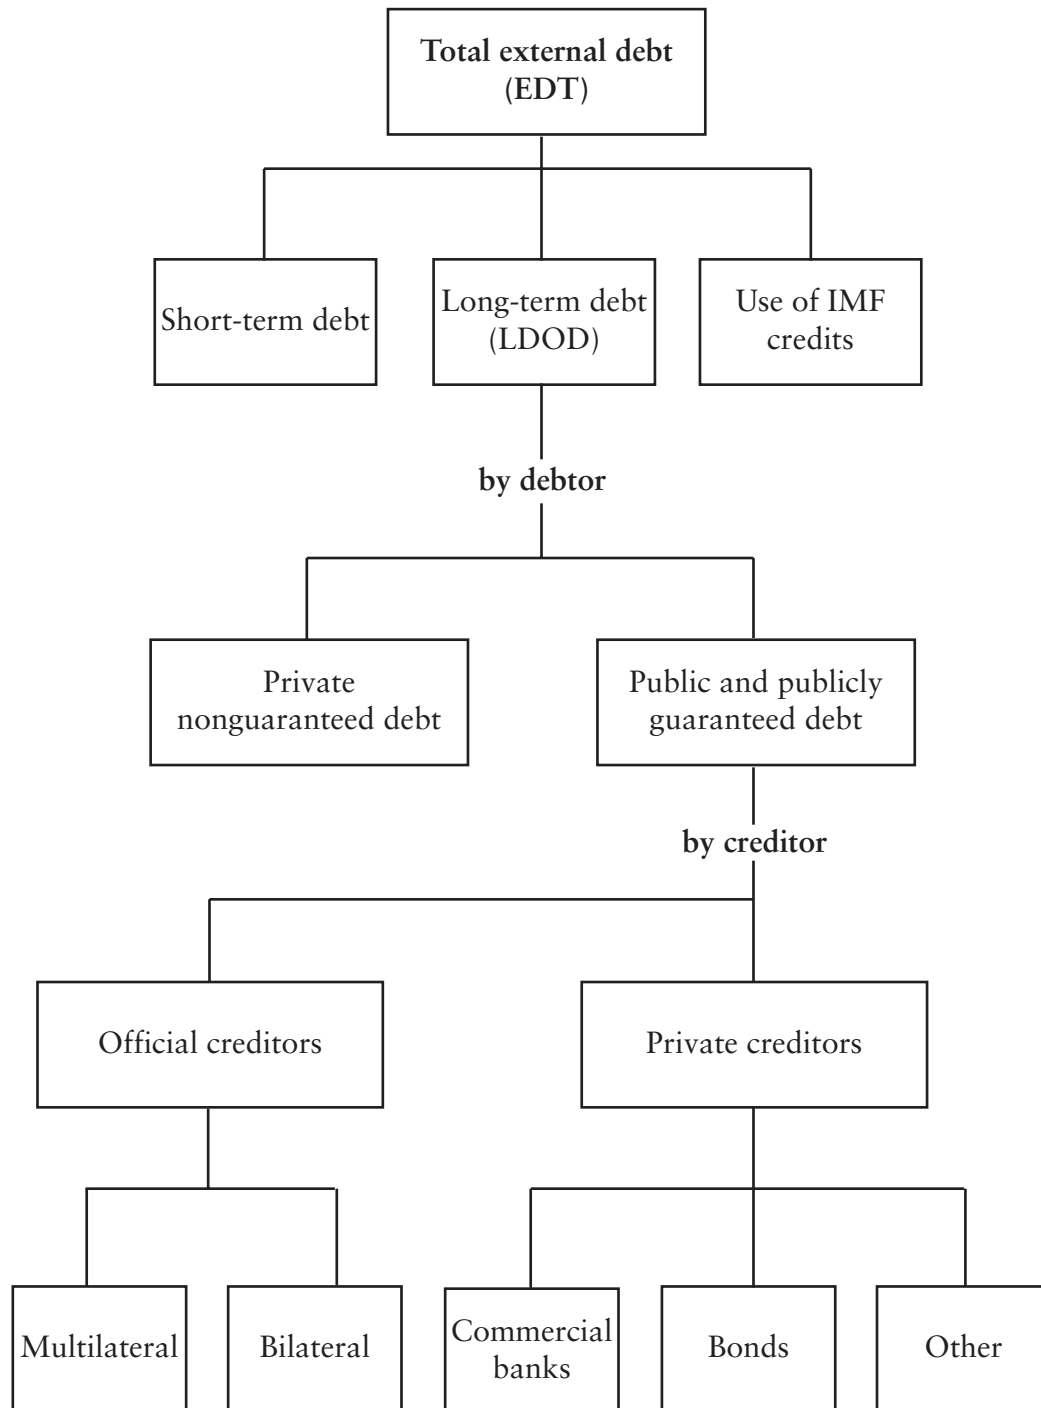 Total external debt
(EDT)
Short-term debt
Long-term debt
(LDOD)
Use of IMF
credits
by debtor
Private
nonguaranteed debt
Public and publicly
guaranteed debt
by creditor
Official creditors
Private creditors
Multilateral
Bilateral
Commercial
banks
Bonds
Other